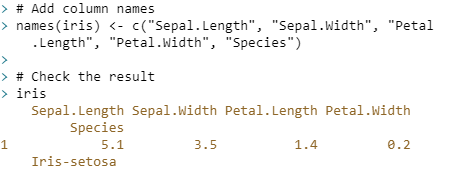 > # Add column names
> names(iris) <- c("Sepal.Length", "Sepal.Width", "Petal
.Length", "Petal.Width", "Species")
>
> # Check the result
> iris
Sepal.Length Sepal.Width Petal.Length Petal.Width
Species
1 5.1 3.5 1.4 0.2
Iris-setosa